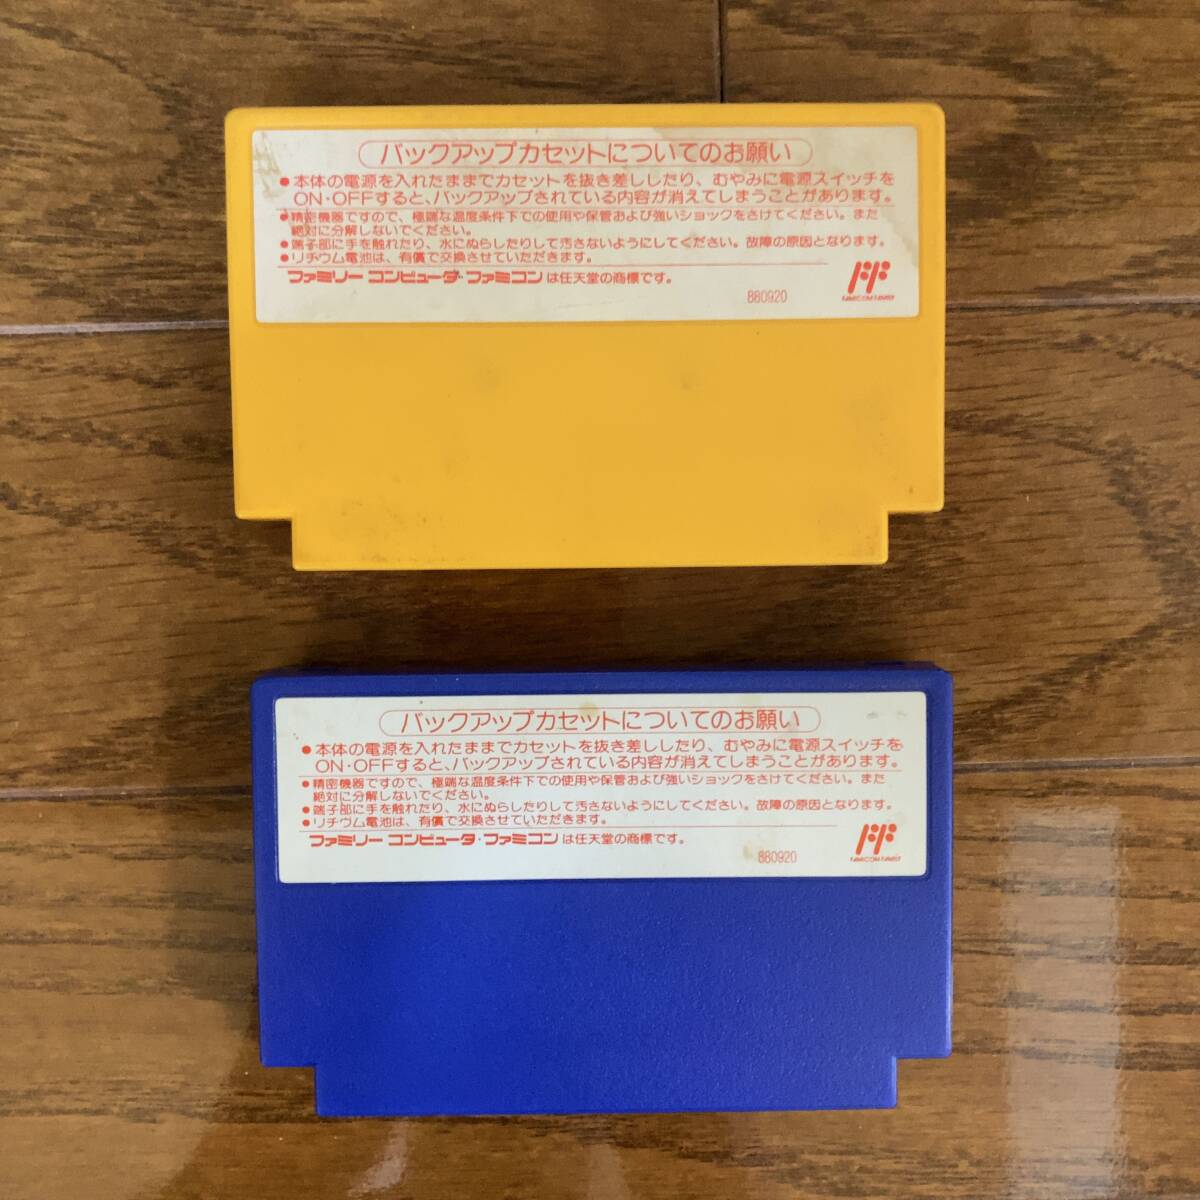 バックアップカセットについてのお願い
●本体の電源を入れたままでカセットを抜き差ししたり、むやみに電源スイッチを
ON・OFFすると、バックアップされている内容が消えてしまうことがあります。
●精密機器ですので、極端な温度条件下での使用や保管および強いショックをさけてください。また
絶対に分解しないでください。
●端子部に手を触れたり、水にぬらしたりして汚さないようにしてください。故障の原因となります。
●リチウム電池は、有償で交換させていただきます。
ファミリー コンピュータ・ファミコン は任天堂の商標です。
880920
FF
FAMICOM FAMILY
バックアップカセットについてのお願い
●本体の電源を入れたままでカセットを抜き差ししたり、むやみに電源スイッチを
ON・OFFすると、バックアップされている内容が消えてしまうことがあります。
●精密機器ですので、極端な温度条件下での使用や保管および強いショックをさけてください。また
絶対に分解しないでください。
●端子部に手を触れたり、水にぬらしたりして汚さないようにしてください。故障の原因となります。
●リチウム電池は、有償で交換させていただきます。
ファミリー コンピュータ・ファミコン は任天堂の商標です。
880920
FF
FAMICOM FAMILY